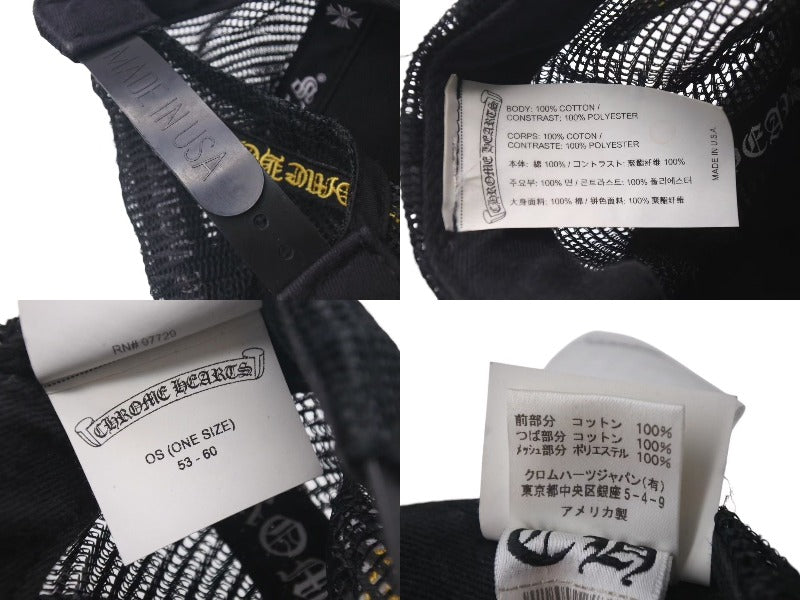 MADE IN USA
CHROME HEARTS
BODY: 100% COTTON /
CONSTRAST: 100% POLYESTER
CORPS: 100% COTON /
CONTRASTE: 100% POLYESTER
本体: 綿 100% / コントラスト: 聚酯纤维 100%
주요부: 100% 면 / 콘트라스트: 100% 폴리에스터
大身面料: 100% 棉 / 拼色面料: 100% 聚酯纤维
MADE IN U.S.A.
RN# 97729
CHROME HEARTS
OS (ONE SIZE)
53 - 60
前部分 コットン 100%
つば部分 コットン 100%
メッシュ部分 ポリエステル 100%
クロムハーツジャパン(有)
東京都中央区銀座5-4-9
アメリカ製